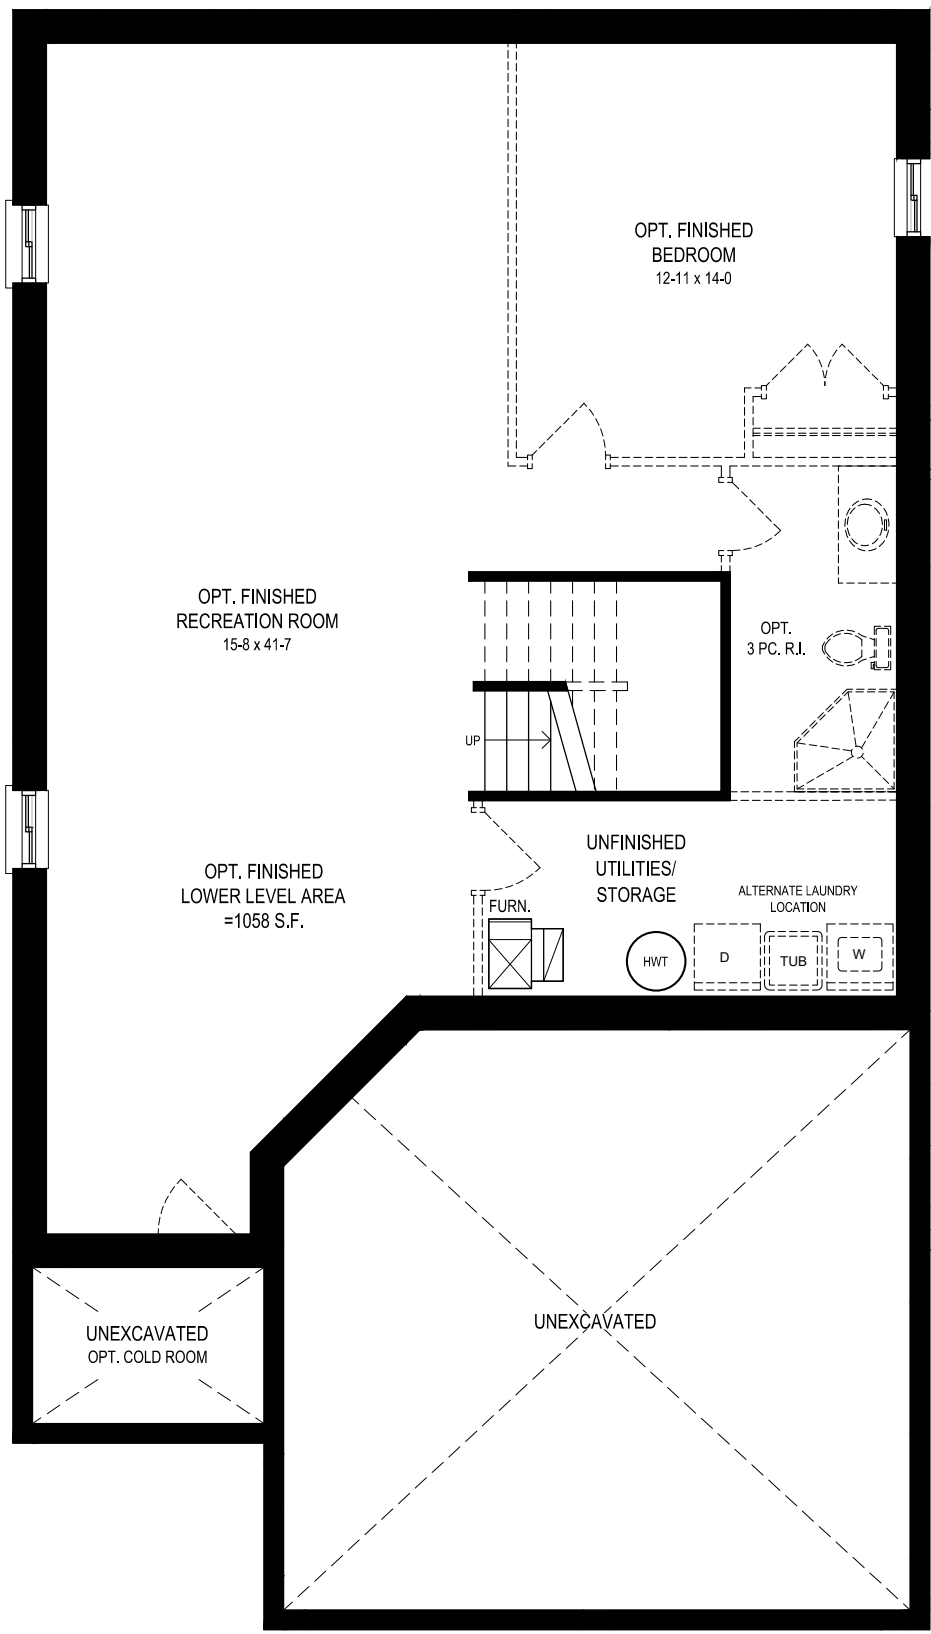 OPT. FINISHED
BEDROOM
12-11 x 14-0
OPT. FINISHED
RECREATION ROOM
15-8 x 41-7
OPT.
3 PC. R.I.
UP
UNFINISHED
UTILITIES/
STORAGE
OPT. FINISHED
LOWER LEVEL AREA
=1058 S.F.
ALTERNATE LAUNDRY
LOCATION
FURN.
HWT
D
TUB
W
UNEXCAVATED
UNEXCAVATED
OPT. COLD ROOM